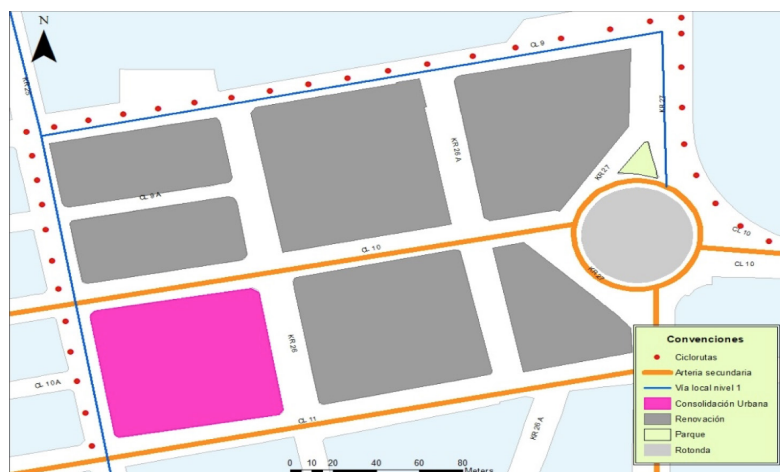 N
CL 9
KR 25
KR 27
KR 26 A
CL 9 A
KR 27
CL 10
CL 10
CL 10
KR 27
KR 26
CL 10 A
CL 11
KR 26 A
0 10 20 40 60 80
Meters
Convenciones
Ciclorutas
Arteria secundaria
Vía local nivel 1
Consolidación Urbana
Renovación
Parque
Rotonda